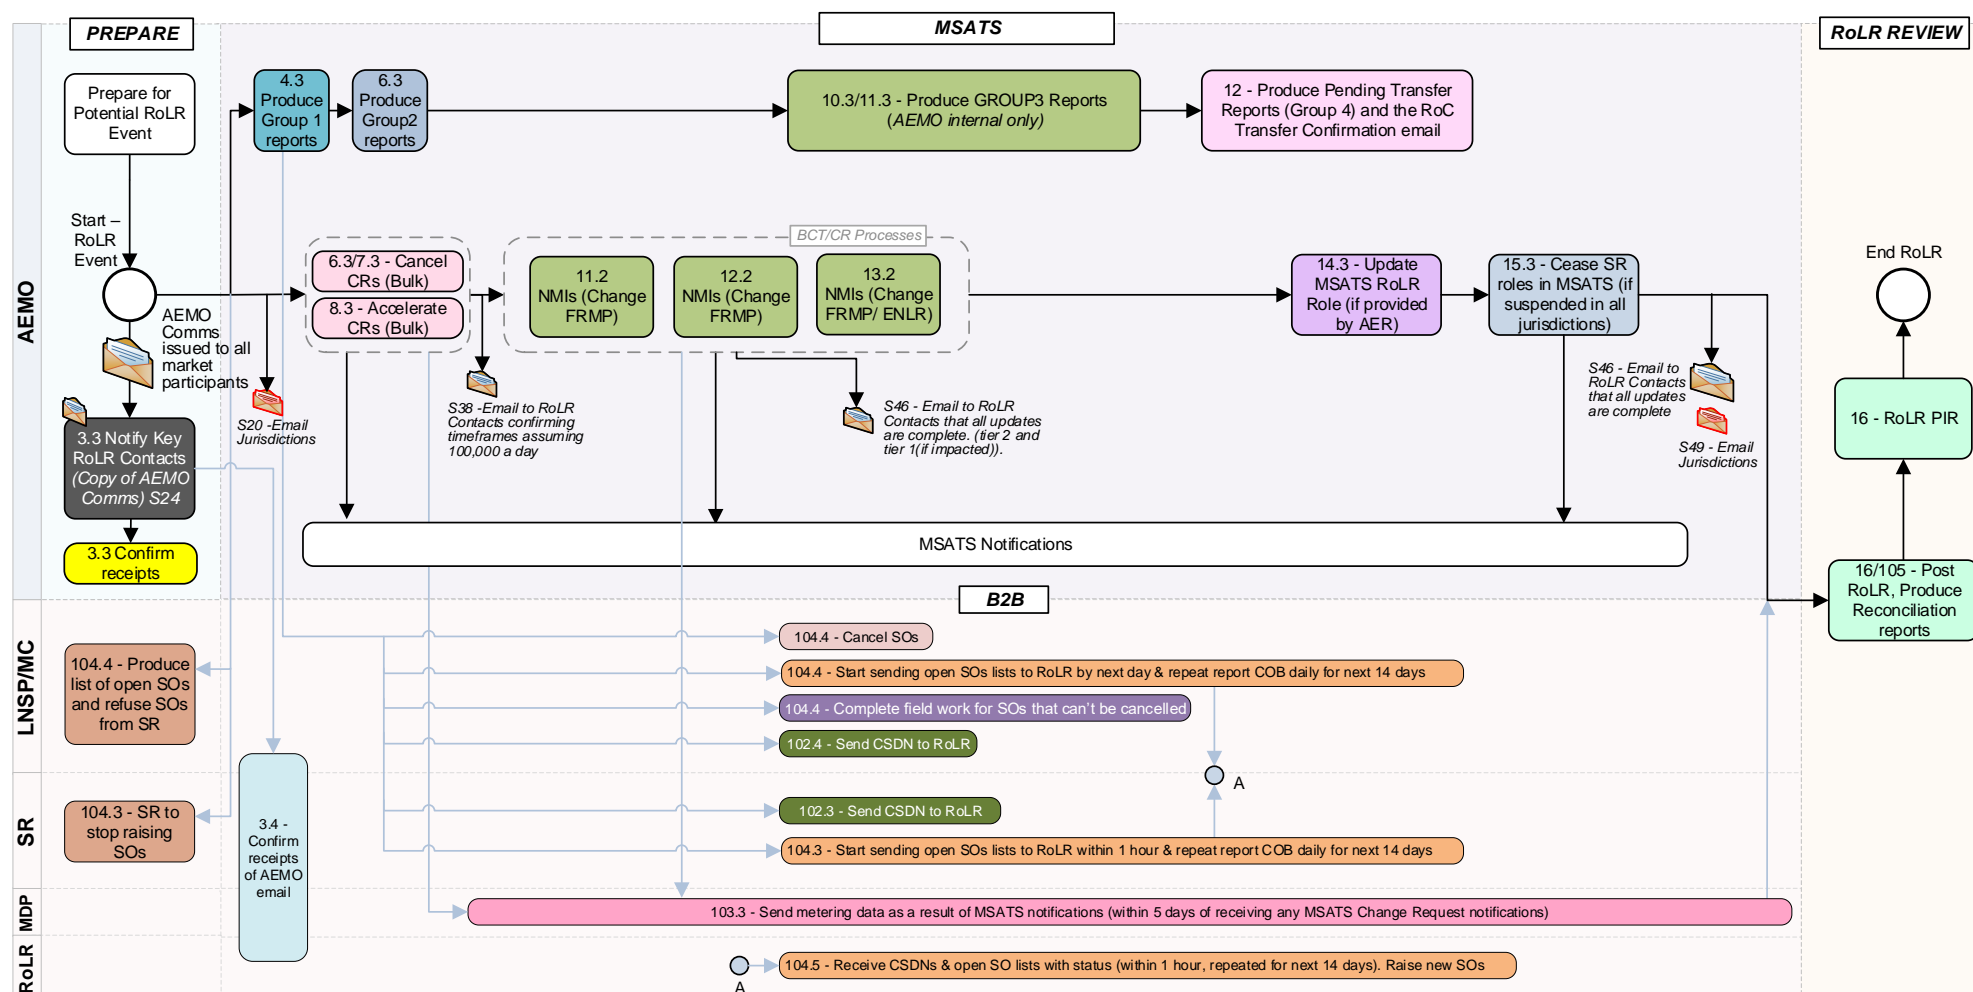 PREPARE
MSATS
RoLR REVIEW
AEMO
Prepare for
Potential RoLR
Event
4.3
Produce
Group 1
reports
6.3
Produce
Group2
reports
10.3/11.3 - Produce GROUP3 Reports
(AEMO internal only)
12 - Produce Pending Transfer
Reports (Group 4) and the RoC
Transfer Confirmation email
Start –
RoLR
Event
BCT/CR Processes
6.3/7.3 - Cancel
CRs (Bulk)
8.3 - Accelerate
CRs (Bulk)
11.2
NMIs (Change
FRMP)
12.2
NMIs (Change
FRMP)
13.2
NMIs (Change
FRMP/ ENLR)
14.3 - Update
MSATS RoLR
Role (if provided
by AER)
15.3 - Cease SR
roles in MSATS (if
suspended in all
jurisdictions)
End RoLR
AEMO
Comms
issued to all
market
participants
S20 -Email
Jurisdictions
S38 -Email to RoLR
Contacts confirming
timeframes assuming
100,000 a day
S46 - Email to RoLR
Contacts that all updates
are complete. (tier 2 and
tier 1(if impacted)).
S46 - Email to
RoLR Contacts
that all updates
are complete
S49 - Email
Jurisdictions
16 - RoLR PIR
3.3 Notify Key
RoLR Contacts
(Copy of AEMO
Comms) S24
3.3 Confirm
receipts
MSATS Notifications
16/105 - Post
RoLR, Produce
Reconciliation
reports
B2B
LNSP/MC
104.4 - Produce
list of open SOs
and refuse SOs
from SR
104.4 - Cancel SOs
104.4 - Start sending open SOs lists to RoLR by next day & repeat report COB daily for next 14 days
104.4 - Complete field work for SOs that can't be cancelled
102.4 - Send CSDN to RoLR
A
SR
104.3 - SR to
stop raising
SOs
3.4 -
Confirm
receipts
of AEMO
email
102.3 - Send CSDN to RoLR
104.3 - Start sending open SOs lists to RoLR within 1 hour & repeat report COB daily for next 14 days
MDP
103.3 - Send metering data as a result of MSATS notifications (within 5 days of receiving any MSATS Change Request notifications)
RoLR
104.5 - Receive CSDNs & open SO lists with status (within 1 hour, repeated for next 14 days). Raise new SOs
A